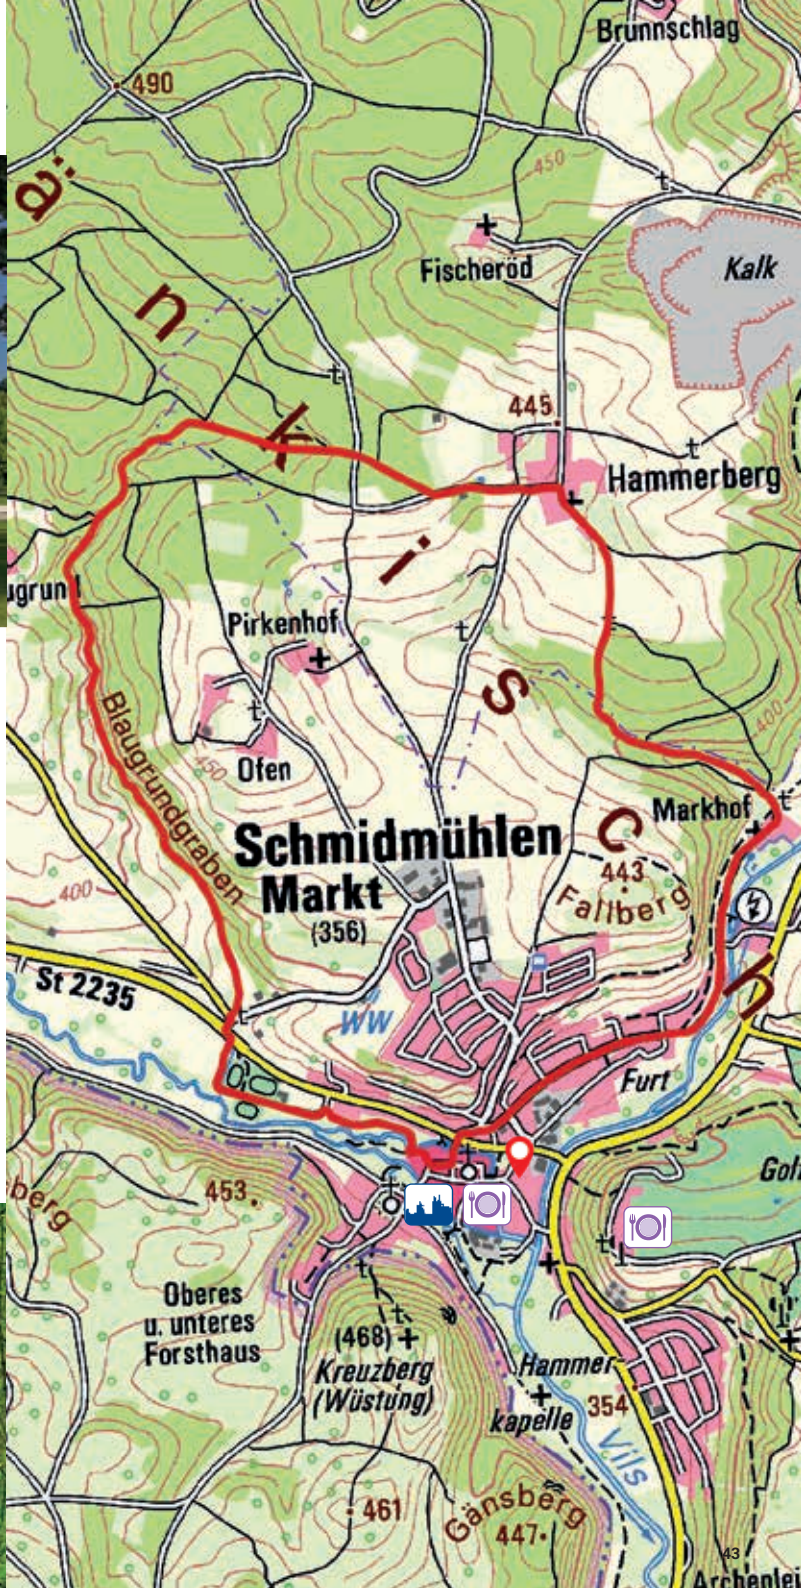 Brunnschlag
490
450
ä
Kalk
Fischeröd
n
445
k
Hammerberg
i
ugrund
Pirkenhof
s
Blaugrundgraben
400
Ofen
450
Markhof
Schmidmühlen
C
443
Markt
Fallberg
400
(356)
h
St 2235
WW
Furt
453
berg
Gol
Oberes
u. unteres
Forsthaus
(468)
Kreuzberg
(Wüstung)
Hammer-
kapelle
354
Vils
461
Gänsberg
447
43
Archenlei